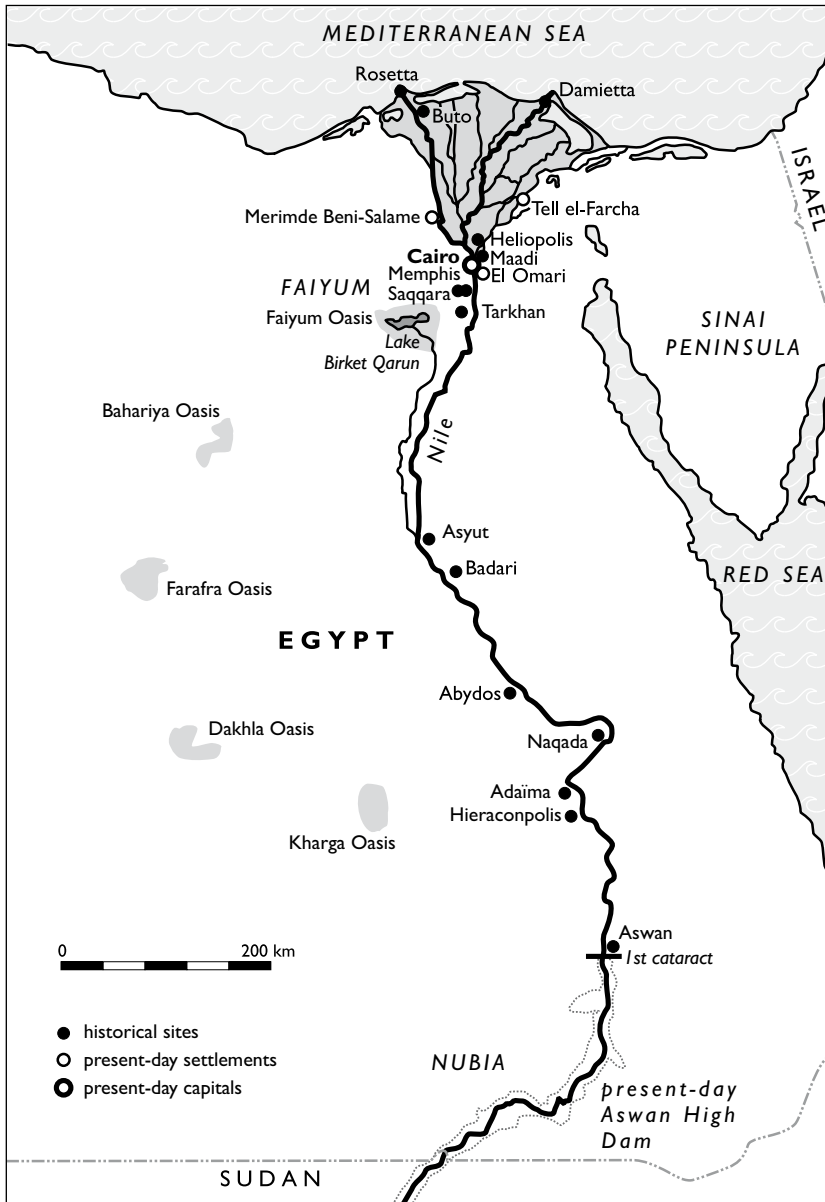 MEDITERRANEAN SEA
Rosetta
Damietta
Buto
ISRAEL
Merimde Beni-Salame
Tell el-Farcha
Heliopolis
Cairo
Maadi
Memphis
El Omari
FAIYUM
Saqqara
Faiyum Oasis
Tarkhan
SINAI
PENINSULA
Lake
Birket Qarun
Bahariya Oasis
Nile
Asyut
Badari
RED SEA
Farafra Oasis
EGYPT
Abydos
Dakhla Oasis
Naqada
Adaïma
Hieraconpolis
Kharga Oasis
Aswan
1st cataract
0 200 km
historical sites
present-day settlements
present-day capitals
NUBIA
present-day
Aswan High
Dam
SUDAN